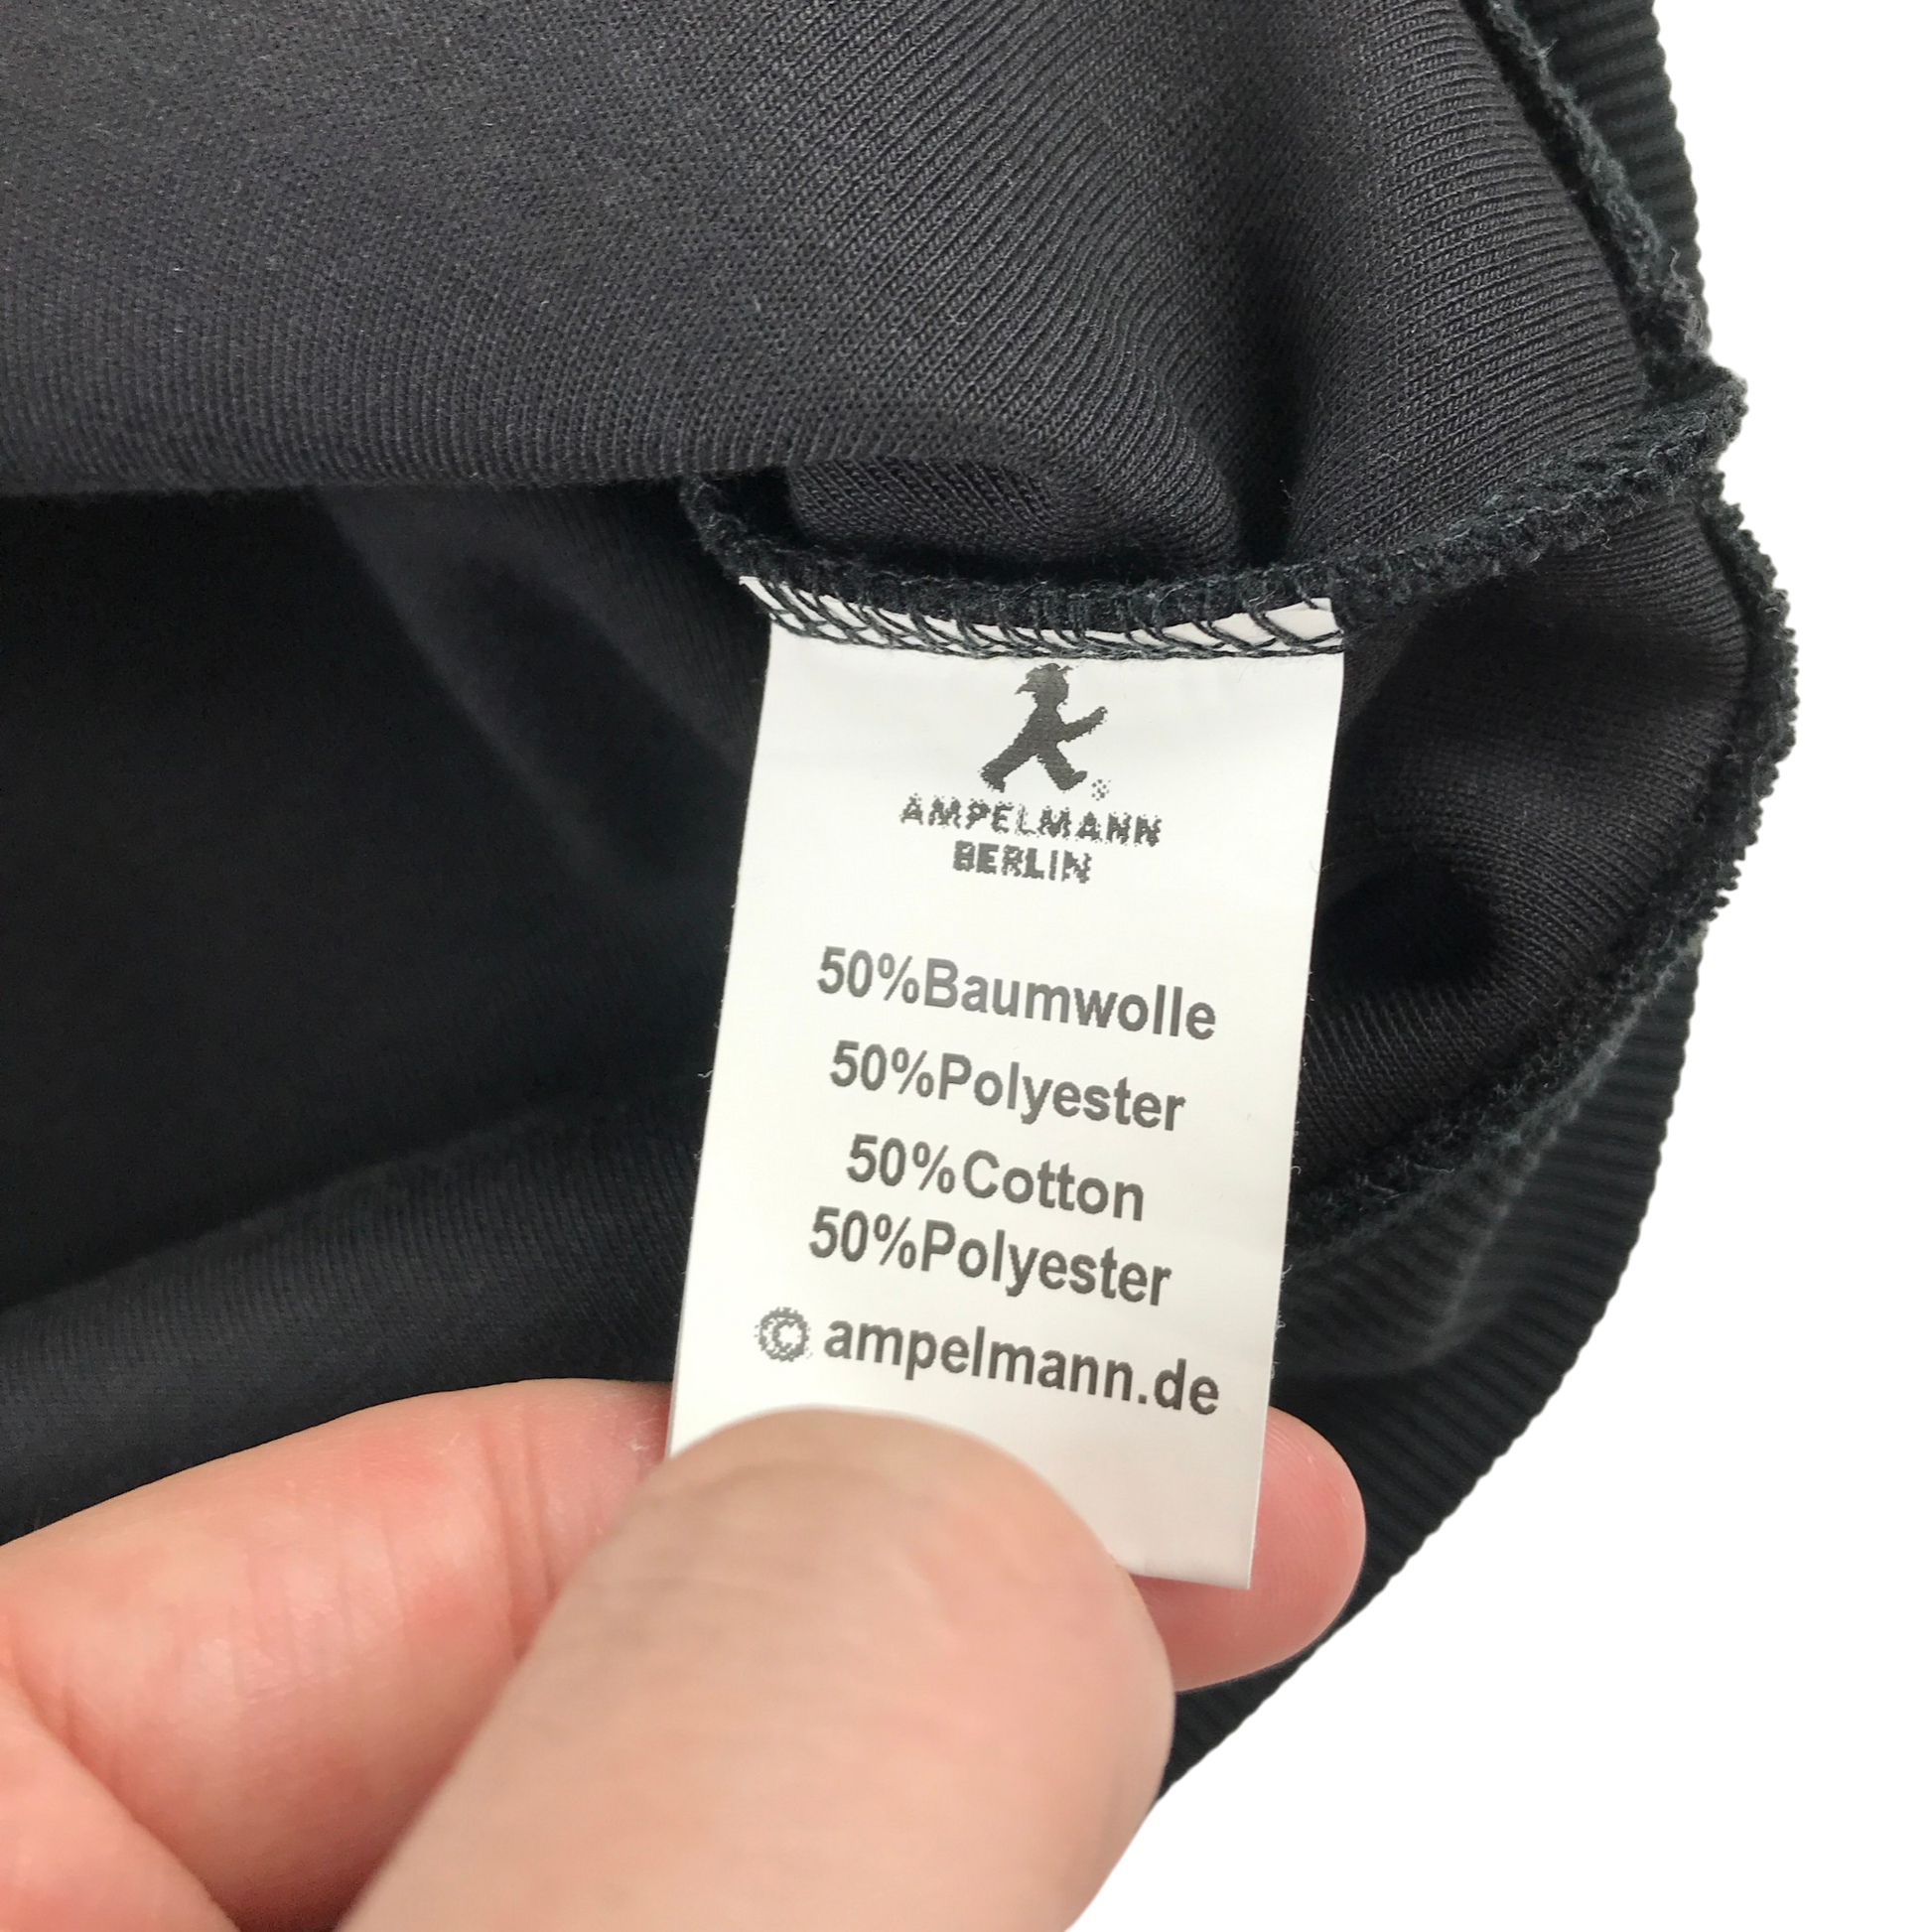 ®
AMPELMANN
BERLIN
50%Baumwolle
50%Polyester
50%Cotton
50%Polyester
© ampelmann.de